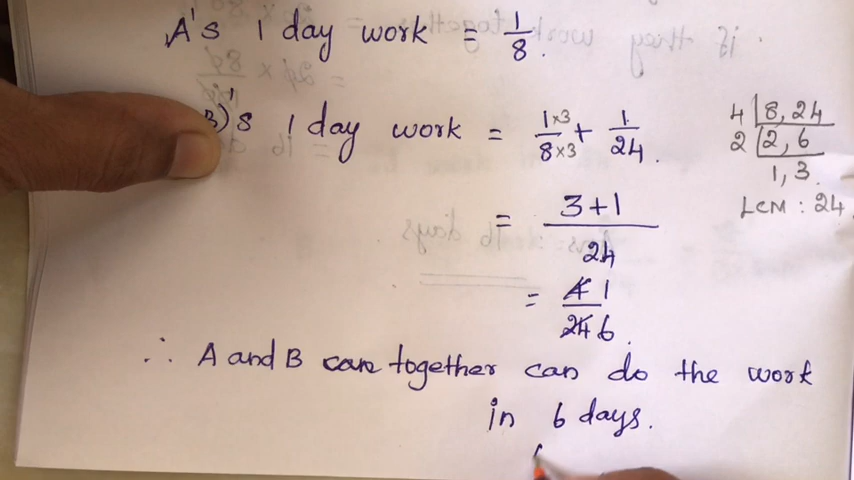 A's 1 day work = 1/8.
B)'s 1 day work = 1×3/8×3 + 1/24.
= 3+1/24
= 4 1/24 6.
∴ A and B can together can do the work
in 6 days.
4 | 8, 24
2 | 2, 6
1, 3.
LCM : 24